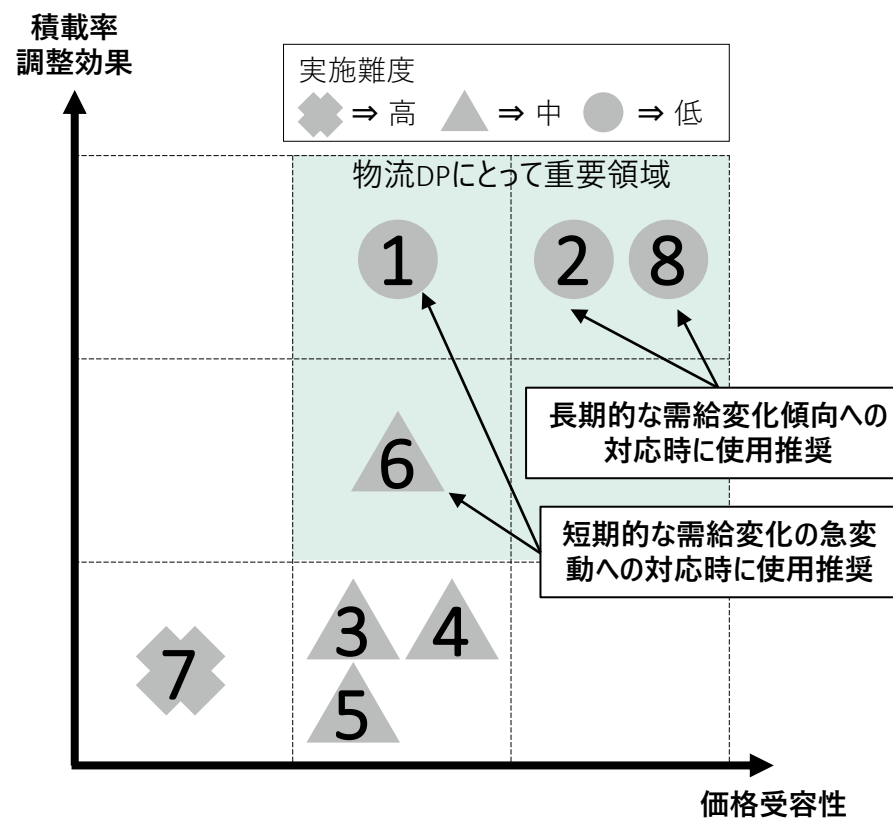 積載率
調整効果
実施難度
⇒ 高 ⇒ 中 ⇒ 低
物流DPにとって重要領域
1 2 8
長期的な需給変化傾向への
対応時に使用推奨
6
短期的な需給変化の急変
動への対応時に使用推奨
3 4
7
5
価格受容性